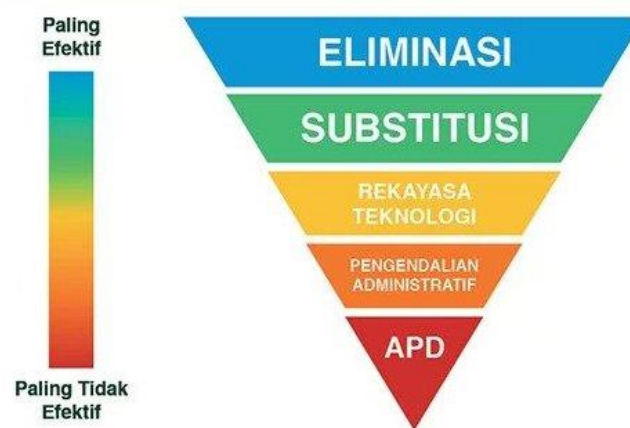 Paling
Efektif
ELIMINASI
SUBSTITUSI
REKAYASA
TEKNOLOGI
PENGENDALIAN
ADMINISTRATIF
APD
Paling Tidak
Efektif